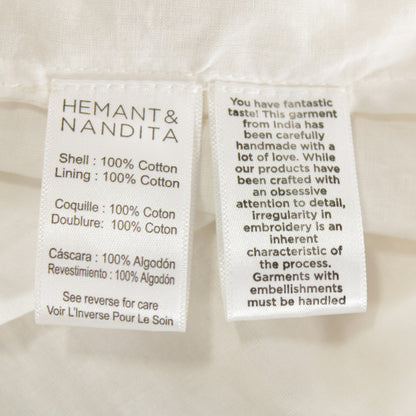 HEMANT &
NANDITA
Shell : 100% Cotton
Lining : 100% Cotton
Coquille : 100% Coton
Doublure: 100% Coton
Cáscara : 100% Algodón
Revestimiento : 100% Algodón
See reverse for care
Voir L'Inverse Pour Le Soin
You have fantastic
taste! This garment
from India has
been carefully
handmade with a
lot of love. While
our products have
been crafted with
an obsessive
attention to detail,
irregularity in
embroidery is an
inherent
characteristic of
the process.
Garments with
embellishments
must be handled